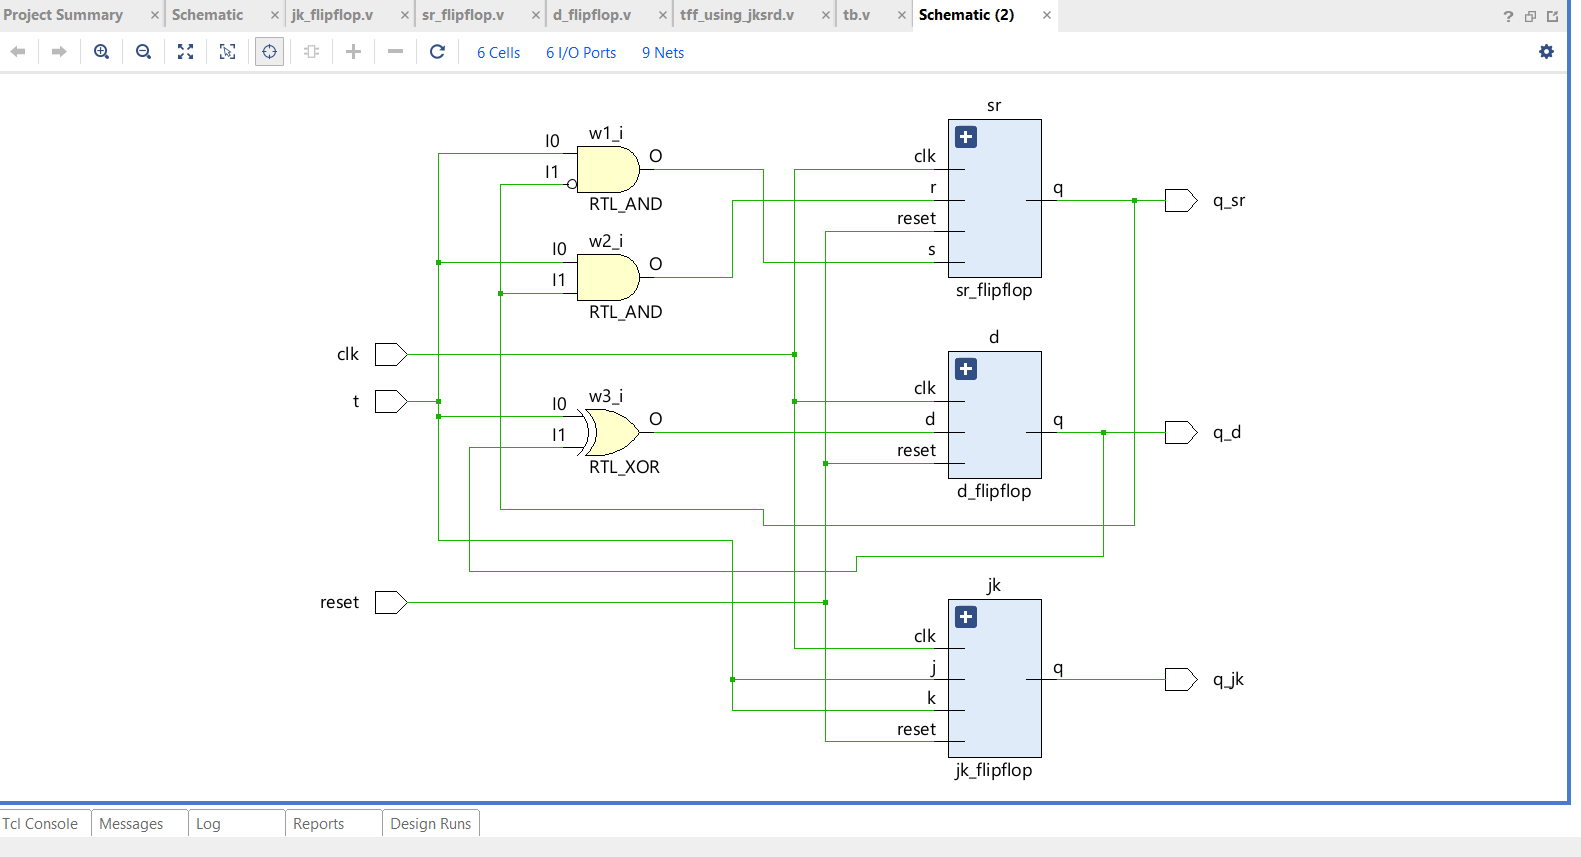 Project Summary × Schematic × jk_flipflop.v × sr_flipflop.v × d_flipflop.v × tff_using_jksrd.v × tb.v × Schematic (2) × ?
6 Cells 6 I/O Ports 9 Nets
sr
w1_i
I0
O
clk
I1
r
q
q_sr
RTL_AND
reset
w2_i
I0
O
s
I1
sr_flipflop
RTL_AND
d
clk
clk
t
w3_i
I0
O
d
q
q_d
I1
reset
RTL_XOR
d_flipflop
jk
reset
clk
j
q
q_jk
k
reset
jk_flipflop
Tcl Console Messages Log Reports Design Runs